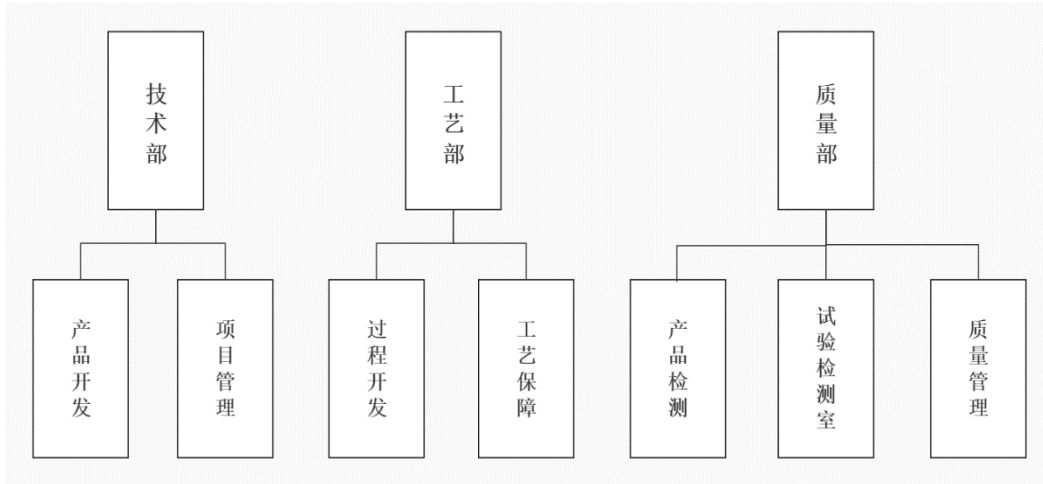 技术部
工艺部
质量部
产品开发
项目管理
过程开发
工艺保障
产品检测
试验检测室
质量管理